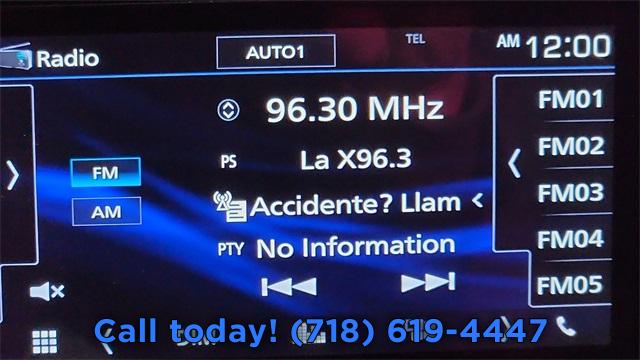 Radio
AUTO1
TEL
AM 12:00
96.30 MHz
FM01
PS La X96.3
FM02
FM
Accidente? Llam
FM03
AM
PTY No Information
FM04
FM05
Call today! (718) 619-4447